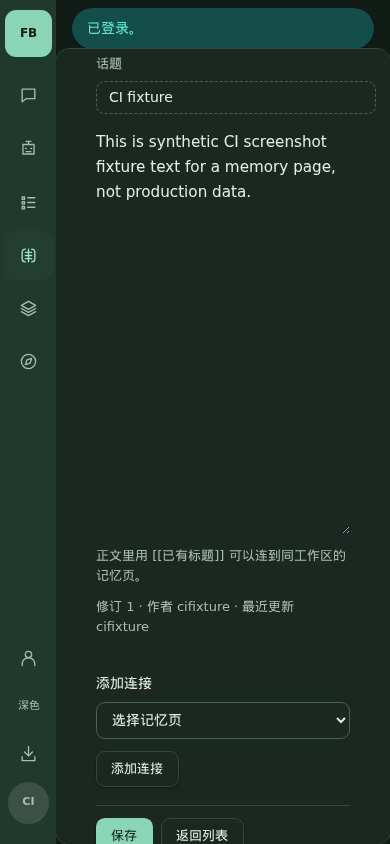 FB
已登录。
话题
CI fixture
This is synthetic CI screenshot
fixture text for a memory page,
not production data.
正文里用 [[已有标题]] 可以连到同工作区的
记忆页。
修订 1 · 作者 cifixture · 最近更新
cifixture
添加连接
选择记忆页
添加连接
保存
返回列表
深色
CI